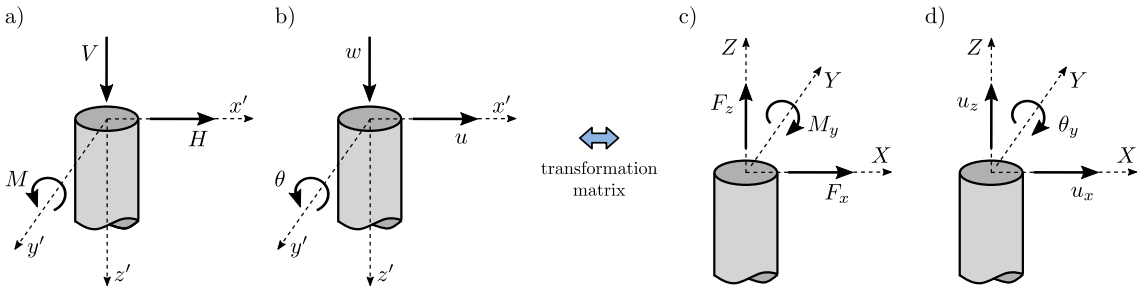 a)
V
x′
H
M
y′
z′
b)
w
x′
u
θ
y′
z′
transformation
matrix
c)
Z
Y
F_z
M_y
X
F_x
d)
Z
Y
u_z
θ_y
X
u_x